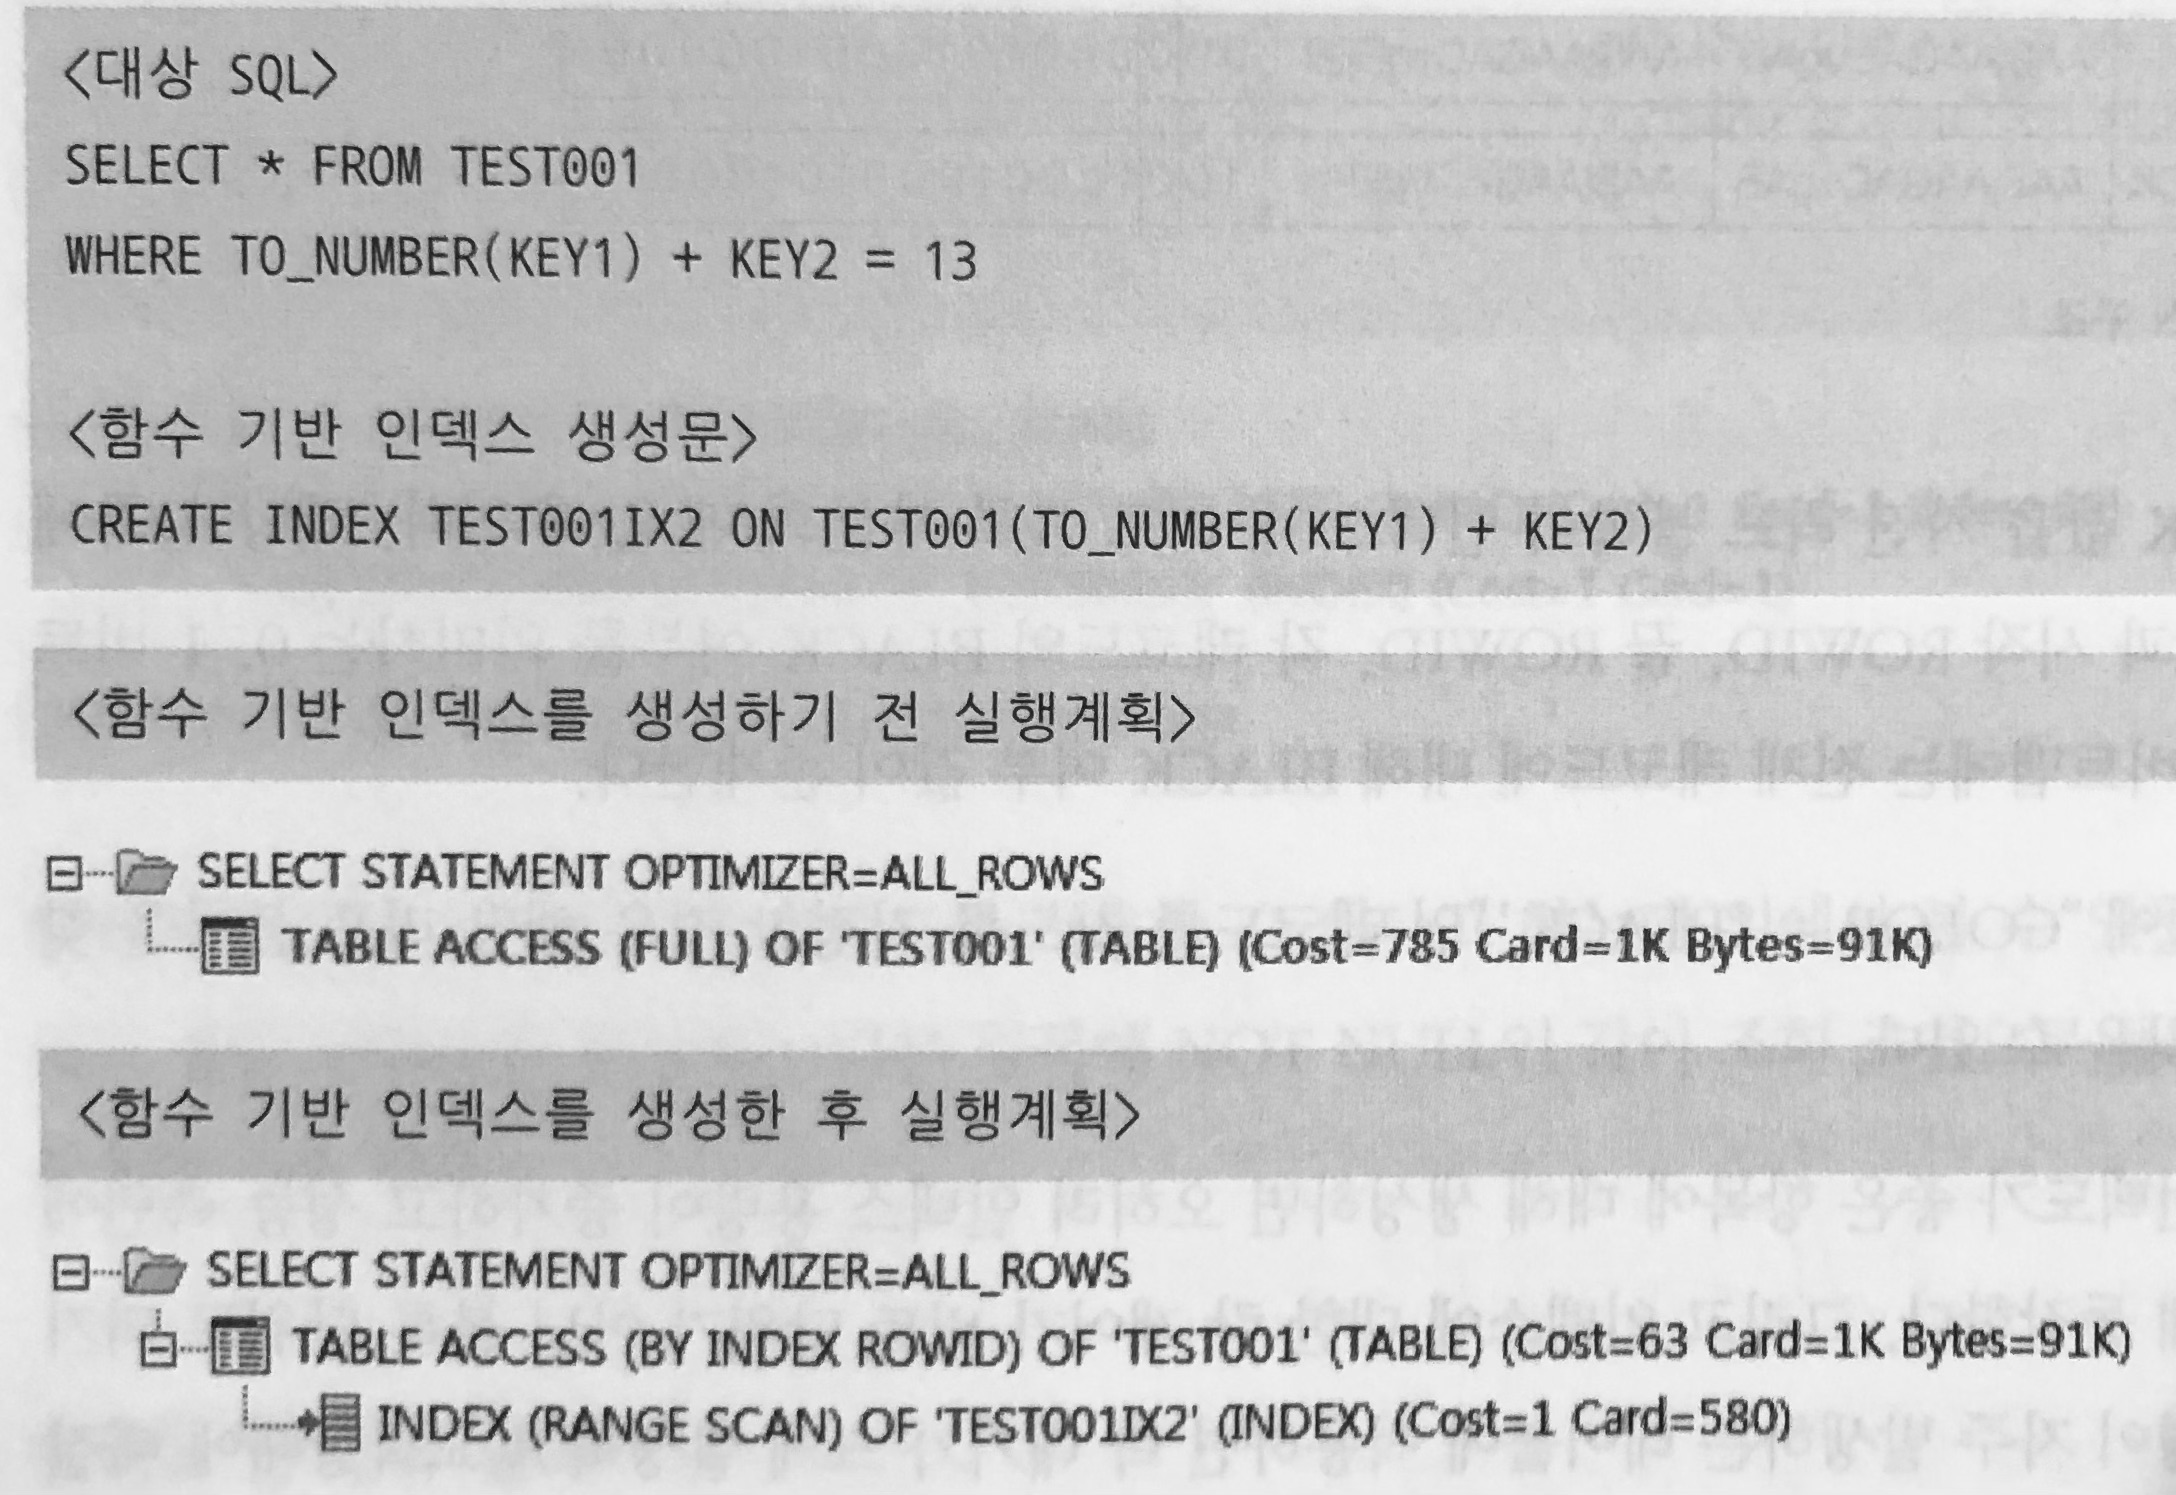 <대상 SQL>
SELECT * FROM TEST001
WHERE TO_NUMBER(KEY1) + KEY2 = 13
<함수 기반 인덱스 생성문>
CREATE INDEX TEST001IX2 ON TEST001(TO_NUMBER(KEY1) + KEY2)
<함수 기반 인덱스를 생성하기 전 실행계획>
SELECT STATEMENT OPTIMIZER=ALL_ROWS
TABLE ACCESS (FULL) OF 'TEST001' (TABLE) (Cost=785 Card=1K Bytes=91K)
<함수 기반 인덱스를 생성한 후 실행계획>
SELECT STATEMENT OPTIMIZER=ALL_ROWS
TABLE ACCESS (BY INDEX ROWID) OF 'TEST001' (TABLE) (Cost=63 Card=1K Bytes=91K)
INDEX (RANGE SCAN) OF 'TEST001IX2' (INDEX) (Cost=1 Card=580)